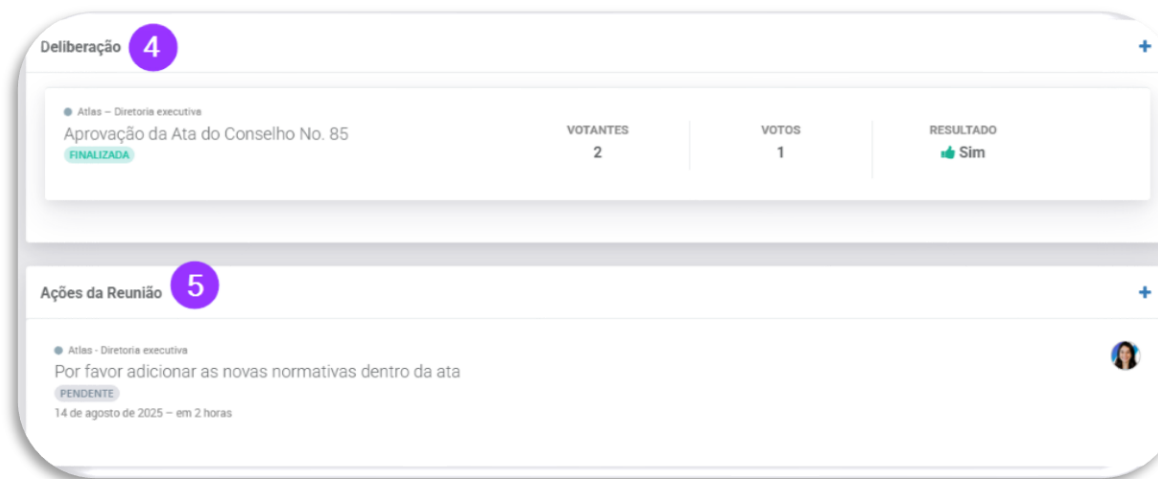 Deliberação 4
+
Atlas – Diretoria executiva
Aprovação da Ata do Conselho No. 85
FINALIZADA
VOTANTES
2
VOTOS
1
RESULTADO
Sim
Ações da Reunião 5
+
Atlas - Diretoria executiva
Por favor adicionar as novas normativas dentro da ata
PENDENTE
14 de agosto de 2025 – em 2 horas